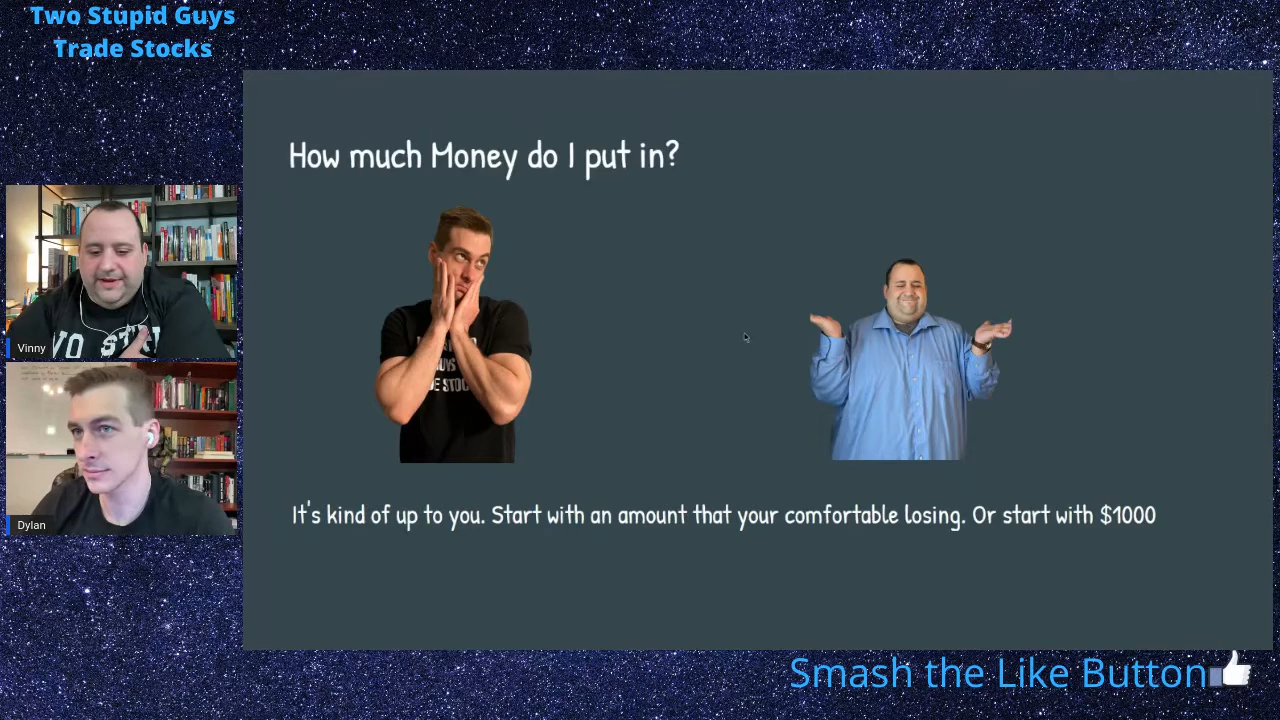 Two Stupid Guys
Trade Stocks
How much Money do I put in?
It's kind of up to you. Start with an amount that your comfortable losing. Or start with $1000
Vinny
Dylan
Smash the Like Button